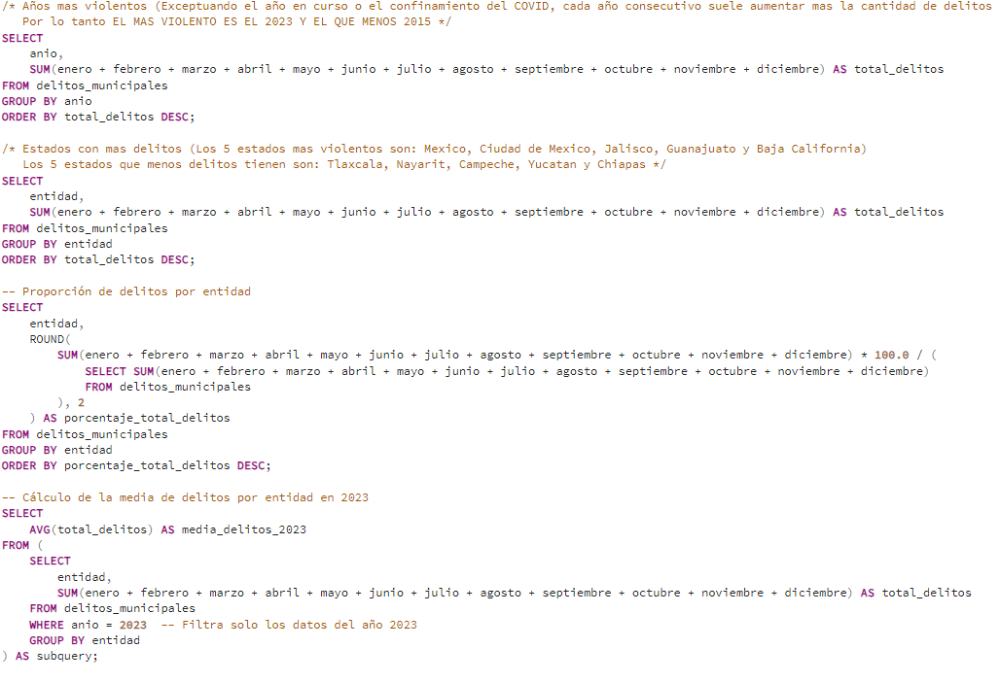 /* Años mas violentos (Exceptuando el año en curso o el confinamiento del COVID, cada año consecutivo suele aumentar mas la cantidad de delitos
Por lo tanto EL MAS VIOLENTO ES EL 2023 Y EL QUE MENOS 2015 */
SELECT
anio,
SUM(enero + febrero + marzo + abril + mayo + junio + julio + agosto + septiembre + octubre + noviembre + diciembre) AS total_delitos
FROM delitos_municipales
GROUP BY anio
ORDER BY total_delitos DESC;
/* Estados con mas delitos (Los 5 estados mas violentos son: Mexico, Ciudad de Mexico, Jalisco, Guanajuato y Baja California)
Los 5 estados que menos delitos tienen son: Tlaxcala, Nayarit, Campeche, Yucatan y Chiapas */
SELECT
entidad,
SUM(enero + febrero + marzo + abril + mayo + junio + julio + agosto + septiembre + octubre + noviembre + diciembre) AS total_delitos
FROM delitos_municipales
GROUP BY entidad
ORDER BY total_delitos DESC;
-- Proporción de delitos por entidad
SELECT
entidad,
ROUND(
SUM(enero + febrero + marzo + abril + mayo + junio + julio + agosto + septiembre + octubre + noviembre + diciembre) * 100.0 / (
SELECT SUM(enero + febrero + marzo + abril + mayo + junio + julio + agosto + septiembre + octubre + noviembre + diciembre)
FROM delitos_municipales
), 2
) AS porcentaje_total_delitos
FROM delitos_municipales
GROUP BY entidad
ORDER BY porcentaje_total_delitos DESC;
-- Cálculo de la media de delitos por entidad en 2023
SELECT
AVG(total_delitos) AS media_delitos_2023
FROM (
SELECT
entidad,
SUM(enero + febrero + marzo + abril + mayo + junio + julio + agosto + septiembre + octubre + noviembre + diciembre) AS total_delitos
FROM delitos_municipales
WHERE anio = 2023 -- Filtra solo los datos del año 2023
GROUP BY entidad
) AS subquery;